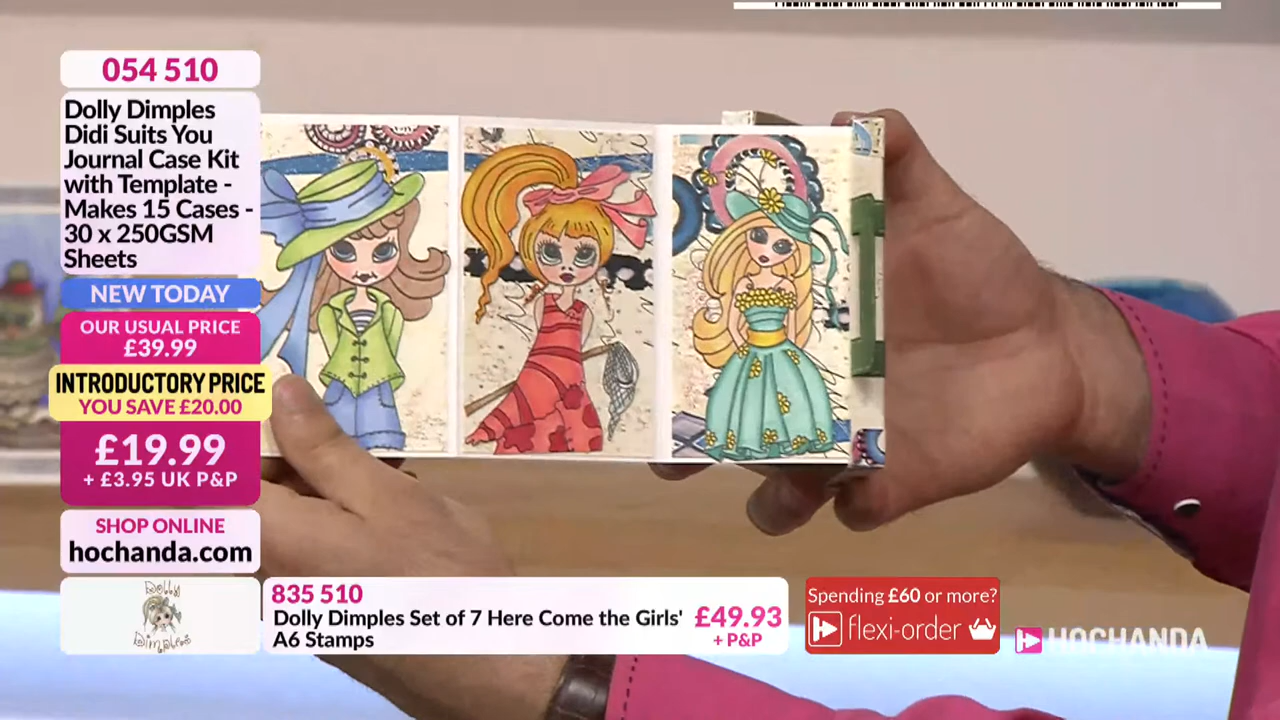 054 510
Dolly Dimples
Didi Suits You
Journal Case Kit
with Template -
Makes 15 Cases -
30 x 250GSM
Sheets
NEW TODAY
OUR USUAL PRICE
£39.99
INTRODUCTORY PRICE
YOU SAVE £20.00
£19.99
+ £3.95 UK P&P
SHOP ONLINE
hochanda.com
Dolly
Dimples
835 510
Dolly Dimples Set of 7 Here Come the Girls'
A6 Stamps
£49.93
+ P&P
Spending £60 or more?
flexi-order
HOCHANDA